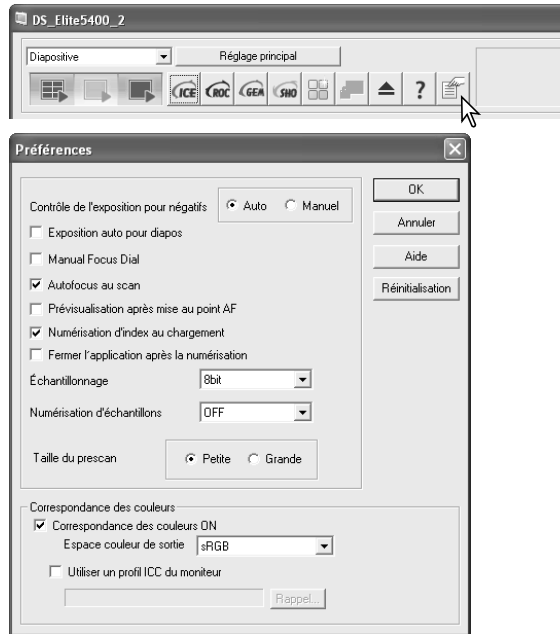 DS_Elite5400_2
Diapositive
Réglage principal
ICE ROC GEM SHO ?
Préférences
Contrôle de l'exposition pour négatifs Auto Manuel
Exposition auto pour diapos
Manual Focus Dial
Autofocus au scan
Prévisualisation après mise au point AF
Numérisation d'index au chargement
Fermer l'application après la numérisation
Échantillonnage 8bit
Numérisation d'échantillons OFF
Taille du prescan Petite Grande
OK
Annuler
Aide
Réinitialisation
Correspondance des couleurs
Correspondance des couleurs ON
Espace couleur de sortie sRGB
Utiliser un profil ICC du moniteur
Rappel...